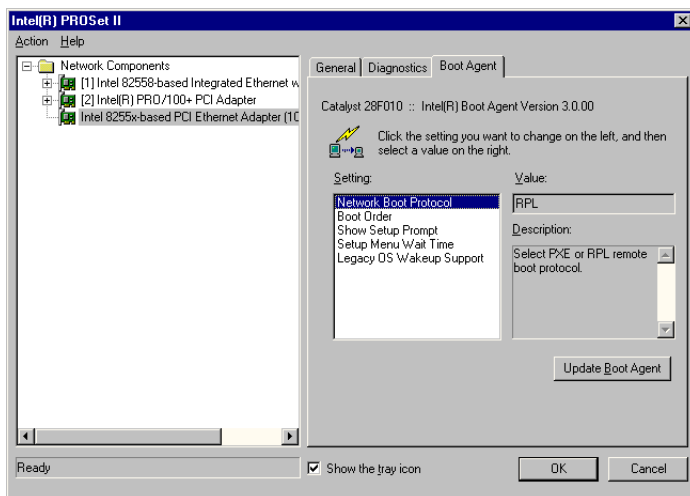 Intel(R) PROSet II
Action Help
Network Components
[1] Intel 82558-based Integrated Ethernet w
[2] Intel(R) PRO/100+ PCI Adapter
Intel 8255x-based PCI Ethernet Adapter (10
General Diagnostics Boot Agent
Catalyst 28F010 :: Intel(R) Boot Agent Version 3.0.00
Click the setting you want to change on the left, and then
select a value on the right.
Setting:
Network Boot Protocol
Boot Order
Show Setup Prompt
Setup Menu Wait Time
Legacy OS Wakeup Support
Value:
RPL
Description:
Select PXE or RPL remote
boot protocol.
Update Boot Agent
Ready
Show the tray icon
OK
Cancel